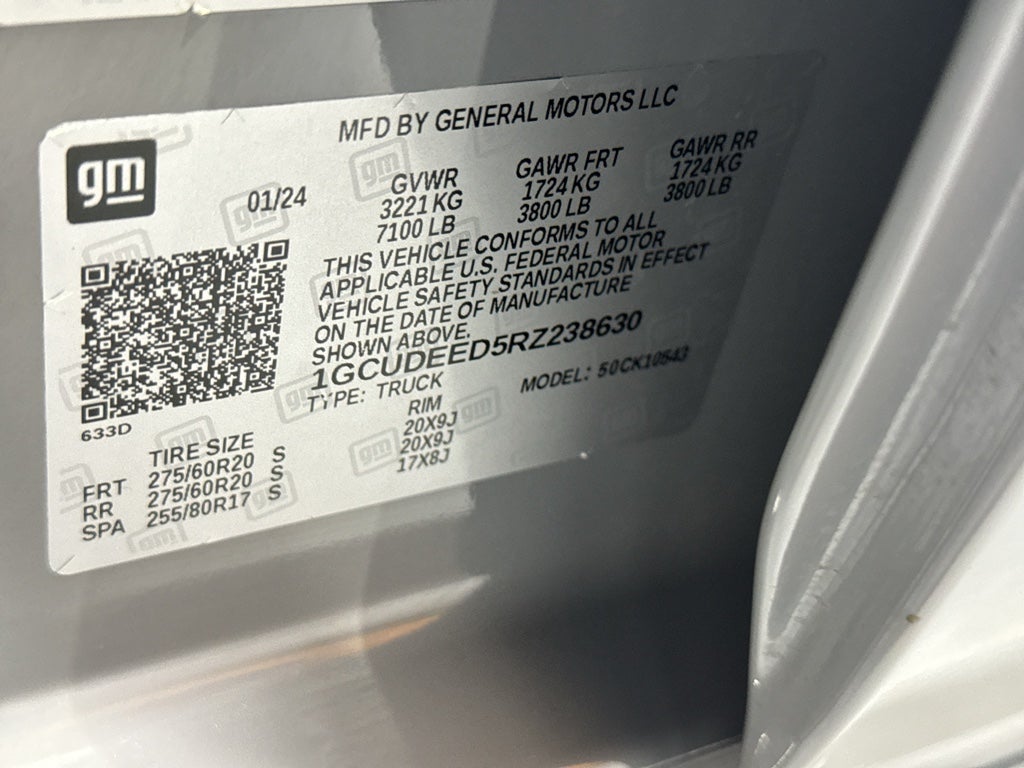 MFD BY GENERAL MOTORS LLC
gm
01/24
GVWR GAWR FRT GAWR RR
3221 KG 1724 KG 1724 KG
7100 LB 3800 LB 3800 LB
THIS VEHICLE CONFORMS TO ALL
APPLICABLE U.S. FEDERAL MOTOR
VEHICLE SAFETY STANDARDS IN EFFECT
ON THE DATE OF MANUFACTURE
SHOWN ABOVE.
1GCUDEED5RZ238630
TYPE: TRUCK MODEL: 50CK10543
633D
TIRE SIZE RIM
FRT 275/60R20 S 20X9J
RR 275/60R20 S 20X9J
SPA 255/80R17 S 17X8J